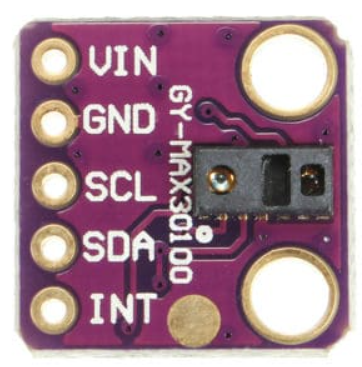 VIN
GND
SCL
SDA
INT
GY-MAX30100